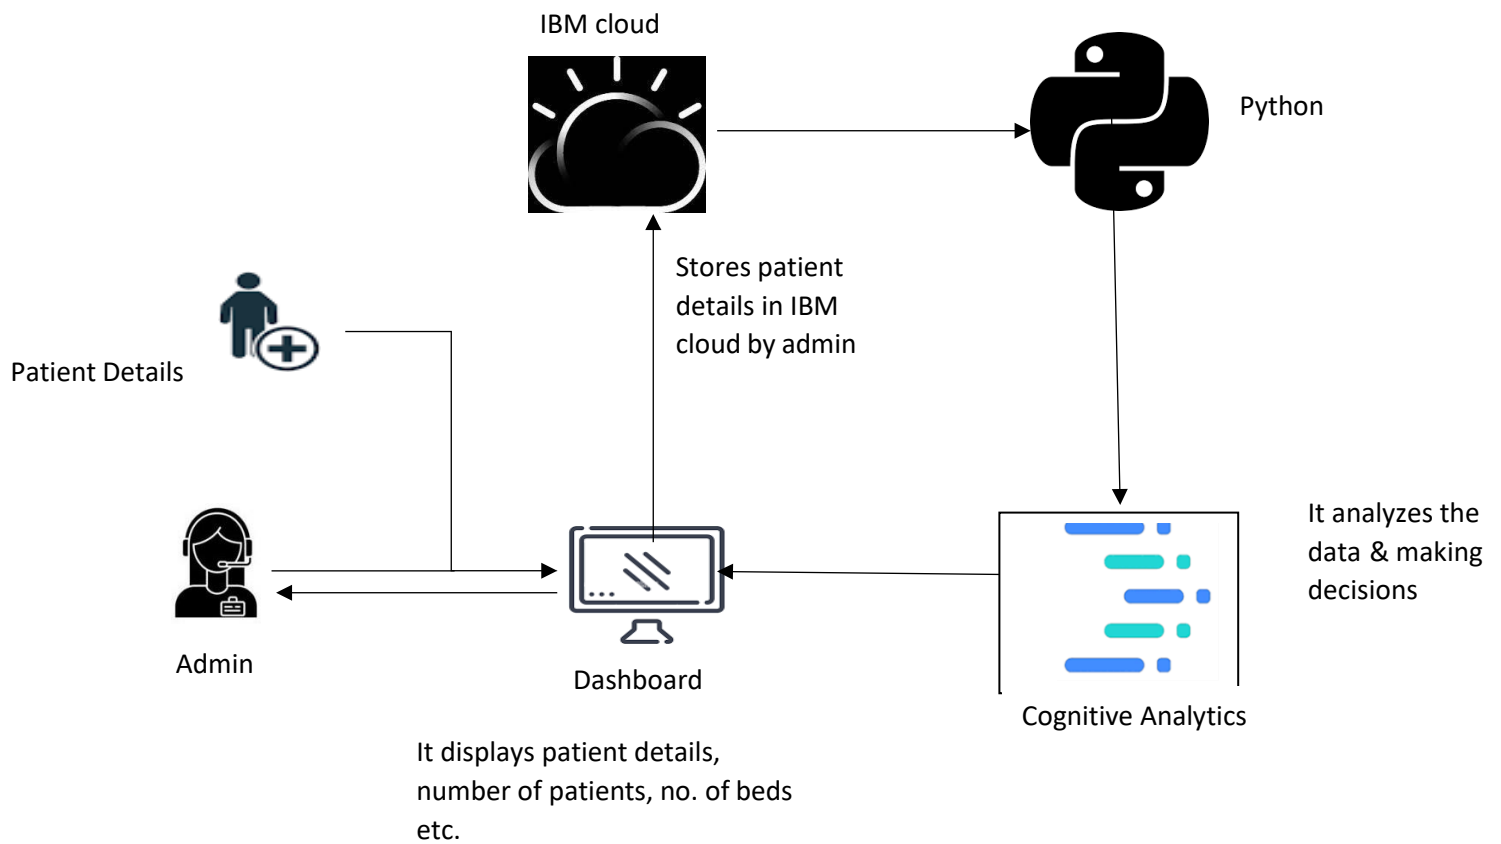 IBM cloud
Python
Stores patient
details in IBM
cloud by admin
Patient Details
It analyzes the
data & making
decisions
Admin
Dashboard
Cognitive Analytics
It displays patient details,
number of patients, no. of beds
etc.